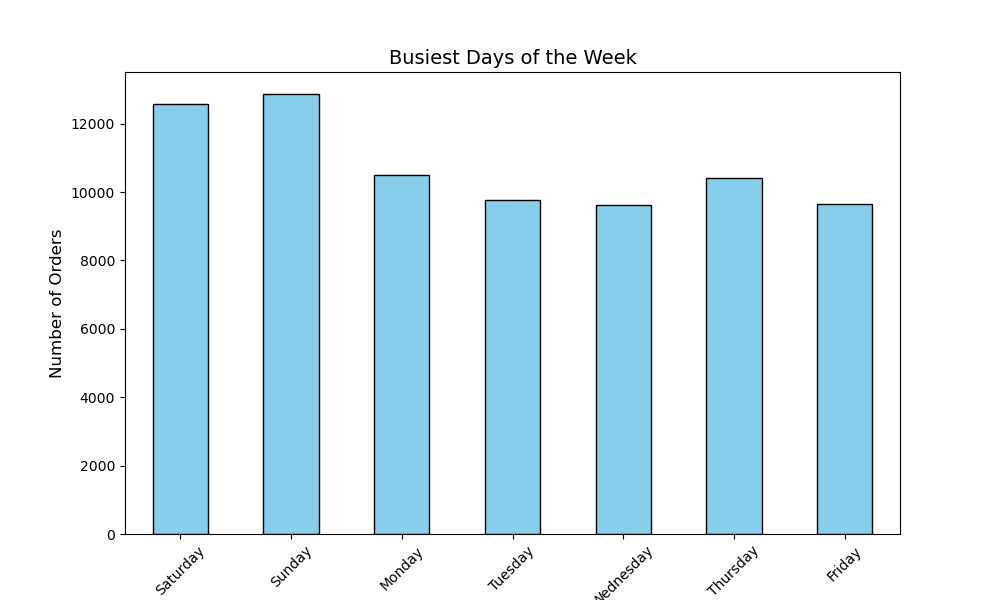 Busiest Days of the Week
Number of Orders
12000
10000
8000
6000
4000
2000
0
Saturday
Sunday
Monday
Tuesday
Wednesday
Thursday
Friday